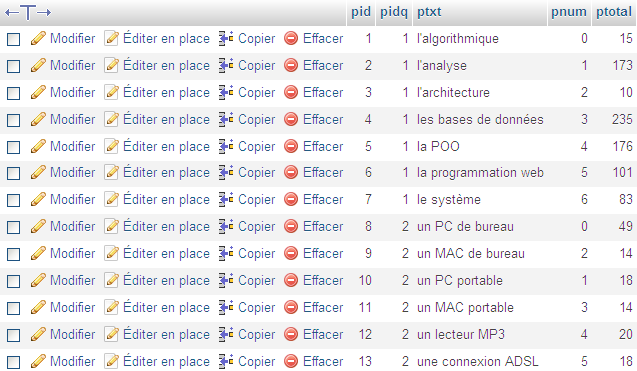 pid pidq ptxt pnum ptotal
Modifier Éditer en place Copier Effacer 1 1 l'algorithmique 0 15
Modifier Éditer en place Copier Effacer 2 1 l'analyse 1 173
Modifier Éditer en place Copier Effacer 3 1 l'architecture 2 10
Modifier Éditer en place Copier Effacer 4 1 les bases de données 3 235
Modifier Éditer en place Copier Effacer 5 1 la POO 4 176
Modifier Éditer en place Copier Effacer 6 1 la programmation web 5 101
Modifier Éditer en place Copier Effacer 7 1 le système 6 83
Modifier Éditer en place Copier Effacer 8 2 un PC de bureau 0 49
Modifier Éditer en place Copier Effacer 9 2 un MAC de bureau 2 14
Modifier Éditer en place Copier Effacer 10 2 un PC portable 1 18
Modifier Éditer en place Copier Effacer 11 2 un MAC portable 3 14
Modifier Éditer en place Copier Effacer 12 2 un lecteur MP3 4 20
Modifier Éditer en place Copier Effacer 13 2 une connexion ADSL 5 18